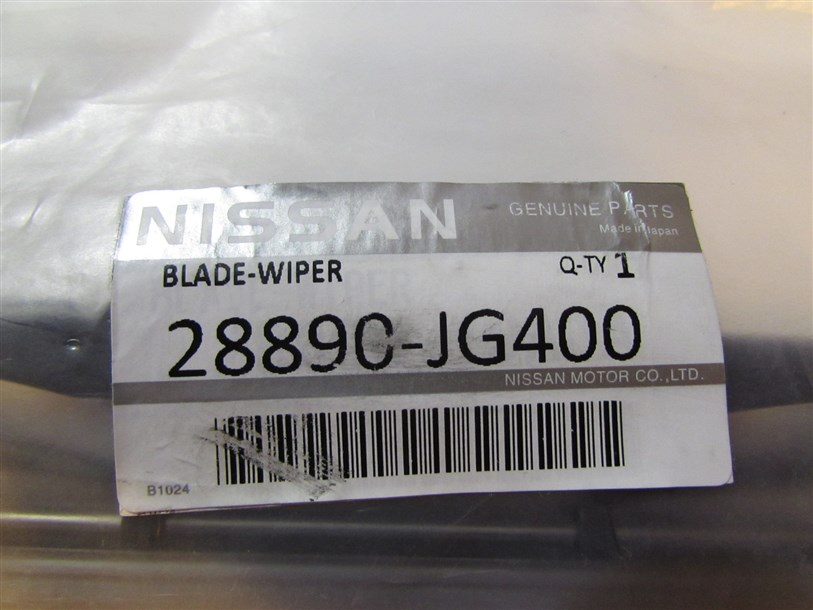 NISSAN
GENUINE PARTS
Made in Japan
BLADE-WIPER
Q-TY 1
28890-JG400
NISSAN MOTOR CO.,LTD.
B1024